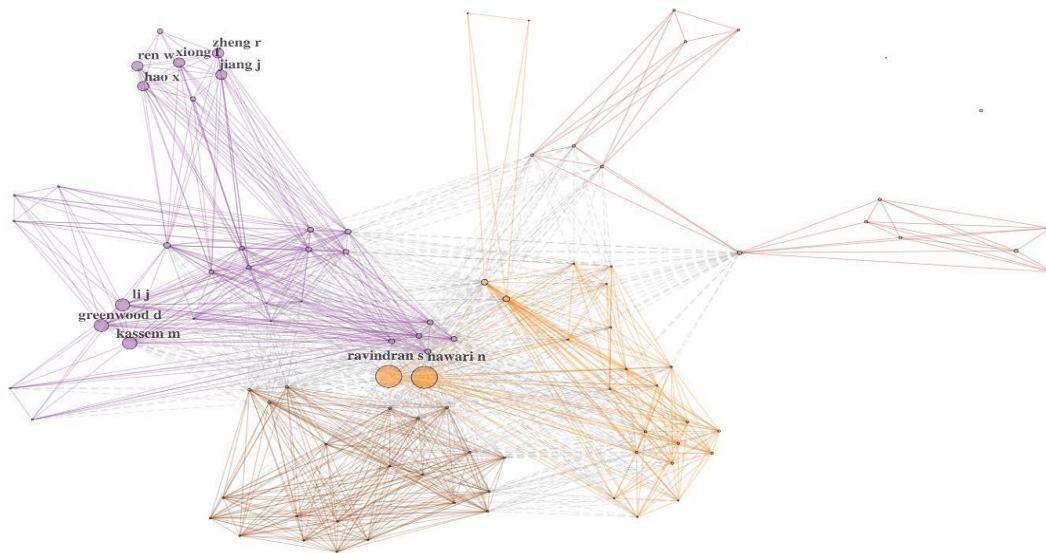 zheng r
ren w
xiong f
jiang j
hao x
li j
greenwood d
kassem m
ravindran s
nawari n